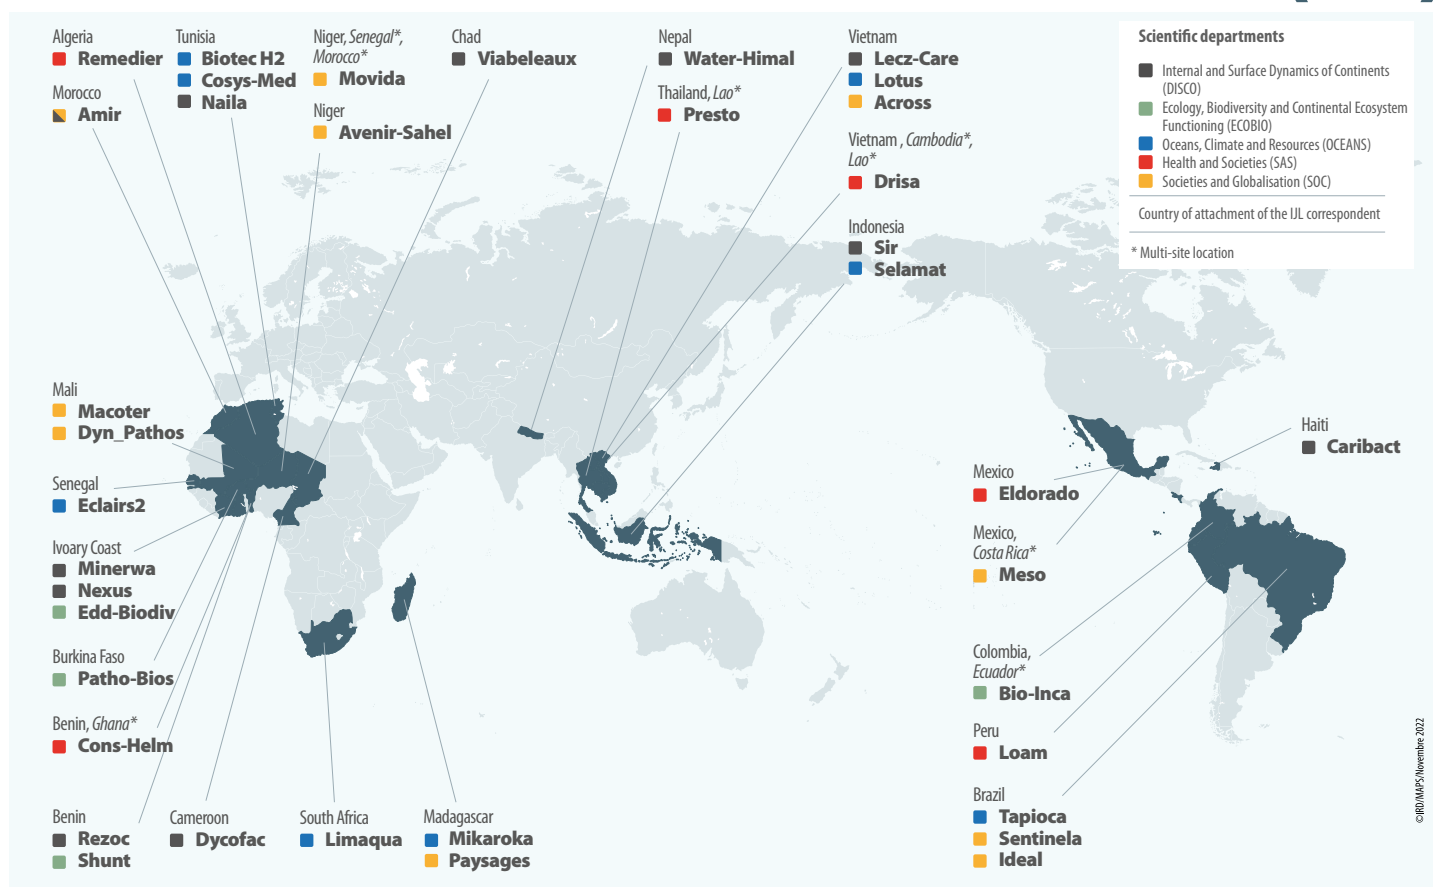 Algeria
Remedier
Morocco
Amir
Tunisia
Biotec H2
Cosys-Med
Naila
Niger, Senegal*,
Morocco*
Movida
Niger
Avenir-Sahel
Chad
Viabeleaux
Nepal
Water-Himal
Thailand, Lao*
Presto
Vietnam
Lecz-Care
Lotus
Across
Vietnam , Cambodia*,
Lao*
Drisa
Indonesia
Sir
Selamat
Scientific departments
Internal and Surface Dynamics of Continents
(DISCO)
Ecology, Biodiversity and Continental Ecosystem
Functioning (ECOBIO)
Oceans, Climate and Resources (OCEANS)
Health and Societies (SAS)
Societies and Globalisation (SOC)
Country of attachment of the IJL correspondent
* Multi-site location
Mali
Macoter
Dyn_Pathos
Senegal
Eclairs2
Ivoary Coast
Minerwa
Nexus
Edd-Biodiv
Burkina Faso
Patho-Bios
Benin, Ghana*
Cons-Helm
Benin
Rezoc
Shunt
Cameroon
Dycofac
South Africa
Limaqua
Madagascar
Mikaroka
Paysages
Haiti
Caribact
Mexico
Eldorado
Mexico,
Costa Rica*
Meso
Colombia,
Ecuador*
Bio-Inca
Peru
Loam
Brazil
Tapioca
Sentinela
Ideal
©IRD/MAPS/Novembre 2022